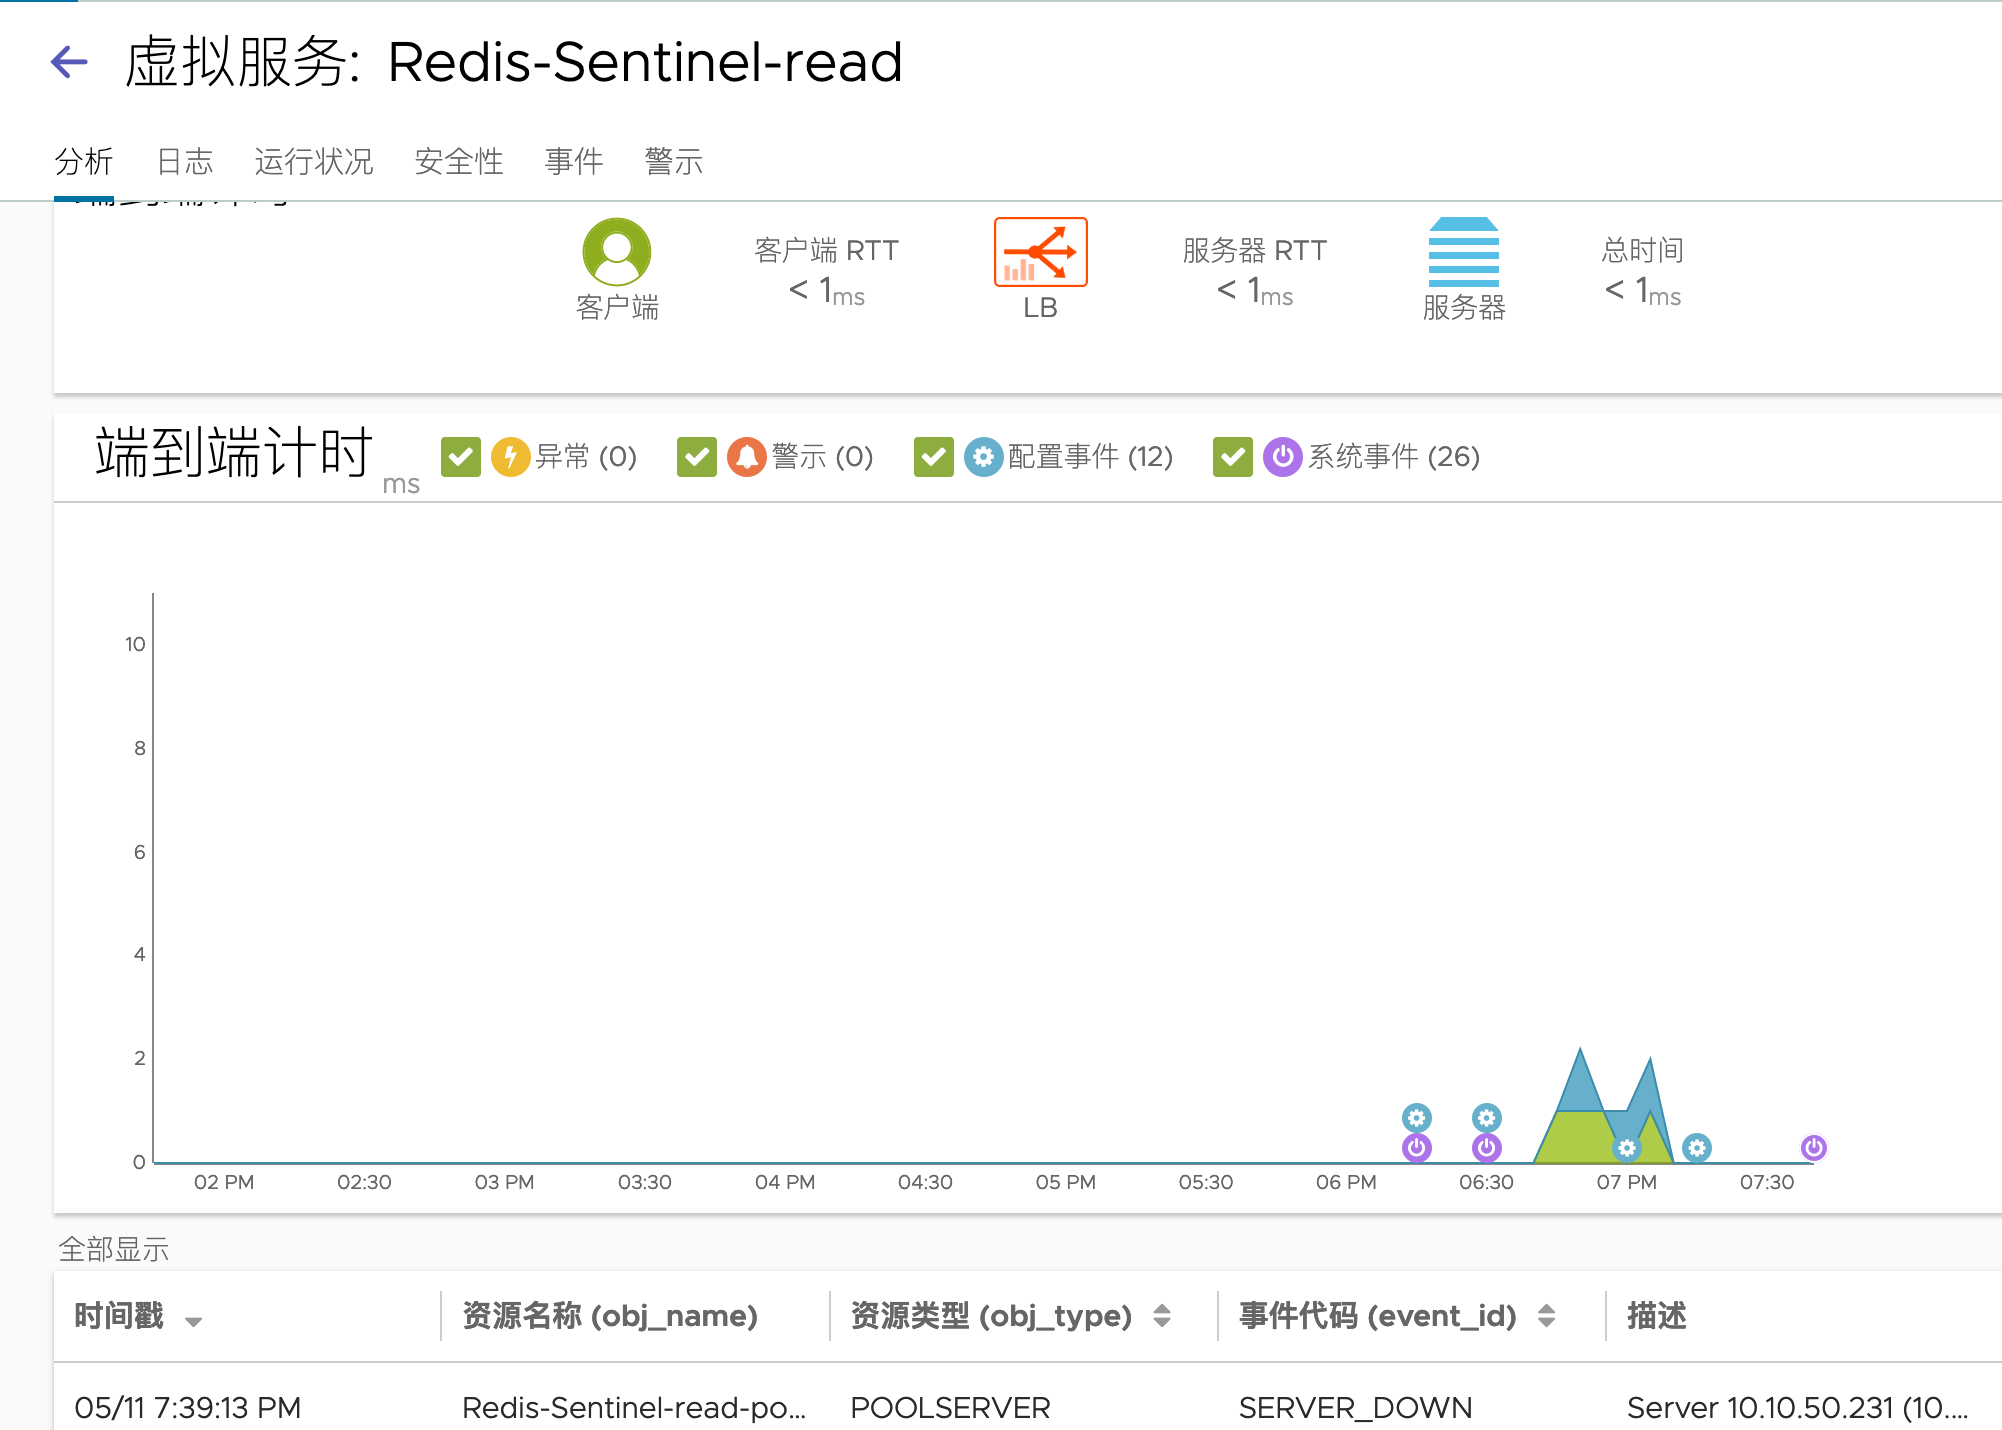 虚拟服务: Redis-Sentinel-read
分析 日志 运行状况 安全性 事件 警示
客户端 RTT
< 1ms
服务器 RTT
< 1ms
总时间
< 1ms
客户端
LB
服务器
端到端计时 ms 异常 (0) 警示 (0) 配置事件 (12) 系统事件 (26)
10
8
6
4
2
0
02 PM 02:30 03 PM 03:30 04 PM 04:30 05 PM 05:30 06 PM 06:30 07 PM 07:30
全部显示
时间戳 资源名称 (obj_name) 资源类型 (obj_type) 事件代码 (event_id) 描述
05/11 7:39:13 PM Redis-Sentinel-read-po... POOLSERVER SERVER_DOWN Server 10.10.50.231 (10....